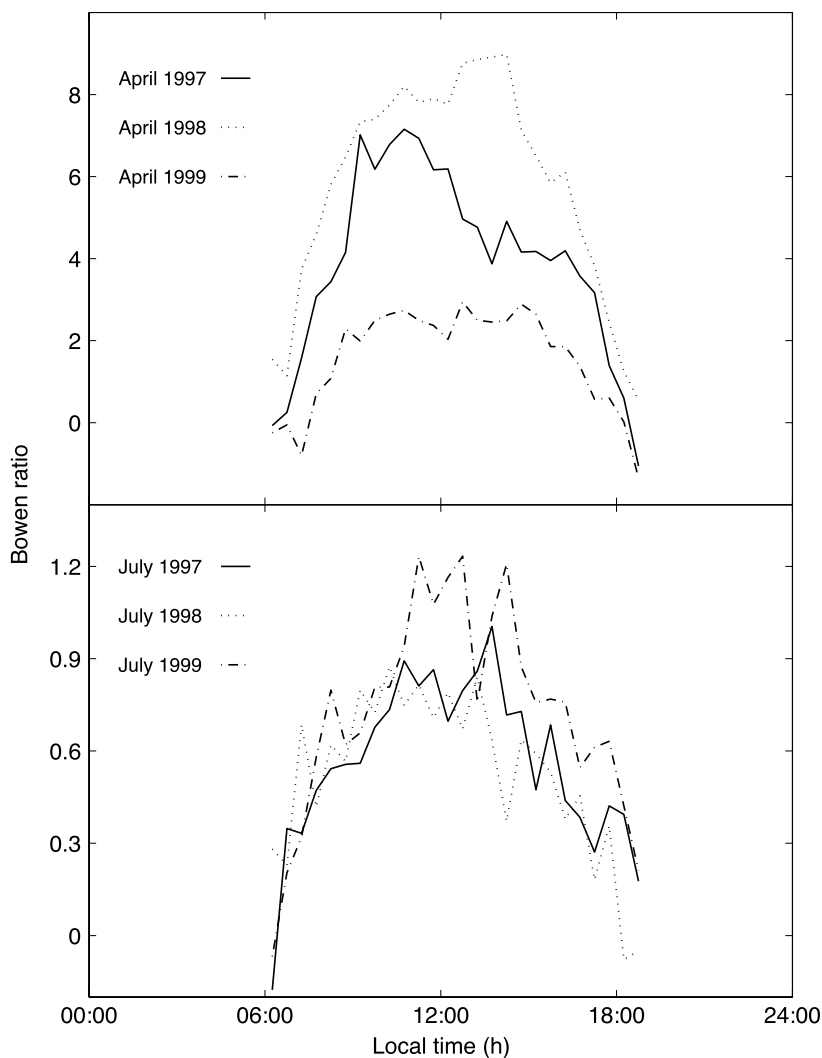 April 1997
April 1998
April 1999
8
6
4
2
0
Bowen ratio
July 1997
July 1998
July 1999
1.2
0.9
0.6
0.3
0
00:00 06:00 12:00 18:00 24:00
Local time (h)